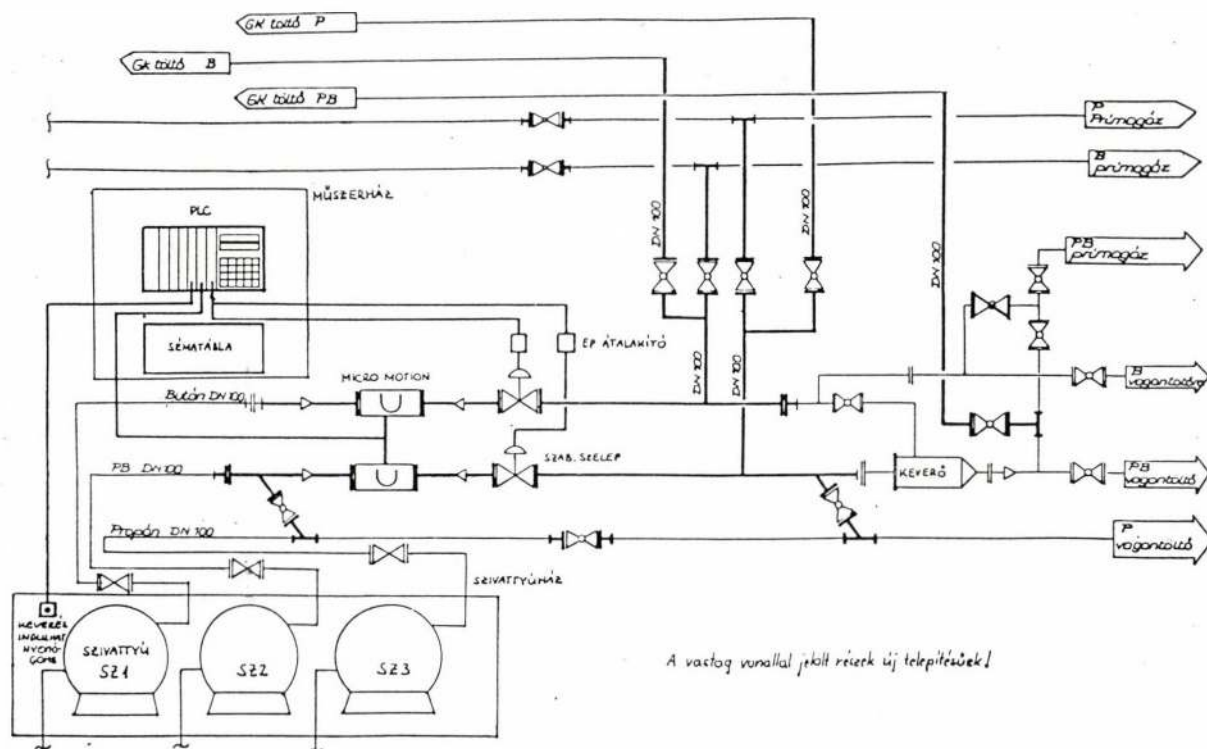 GK töltő P
GK töltő B
GK töltő PB
P
Prímagáz
B
prímagáz
MŰSZERHÁZ
PLC
DN 100
DN 100
DN 100
PB
prímagáz
SÉMATÁBLA
EP ÁTALAKÍTÓ
DN 100
DN 100
MICRO MOTION
Bután DN 100
B
vagontöltő
PB DN 100
SZAB. SZELEP
KEVERŐ
PB
vagontöltő
Propán DN 100
P
vagontöltő
SZIVATTYÚHÁZ
KEVERÉS
INDULHAT
NYOMÓ-
GOMB
SZIVATTYÚ
SZ1
SZ2
SZ3
A vastag vonallal jelölt részek új telepítésűek!